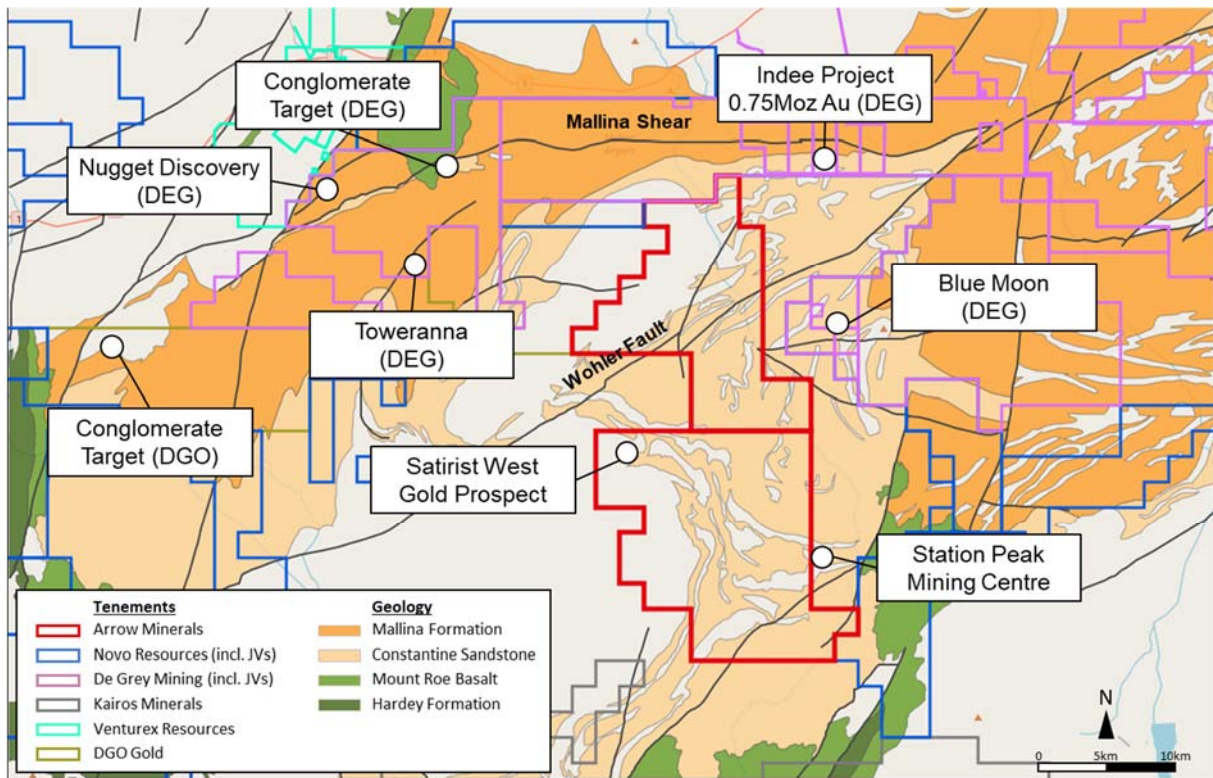 Conglomerate
Target (DEG)
Indee Project
0.75Moz Au (DEG)
Mallina Shear
Nugget Discovery
(DEG)
Blue Moon
(DEG)
Toweranna
(DEG)
Wohler Fault
Conglomerate
Target (DGO)
Satirist West
Gold Prospect
Station Peak
Mining Centre
Tenements
Arrow Minerals
Novo Resources (incl. JVs)
De Grey Mining (incl. JVs)
Kairos Minerals
Venturex Resources
DGO Gold
Geology
Mallina Formation
Constantine Sandstone
Mount Roe Basalt
Hardey Formation
N
0 5km 10km
1